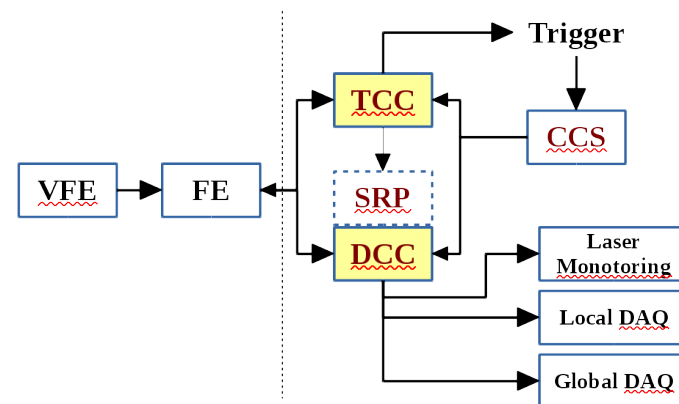 Trigger
TCC
CCS
VFE
FE
SRP
DCC
Laser
Monotoring
Local DAQ
Global DAQ